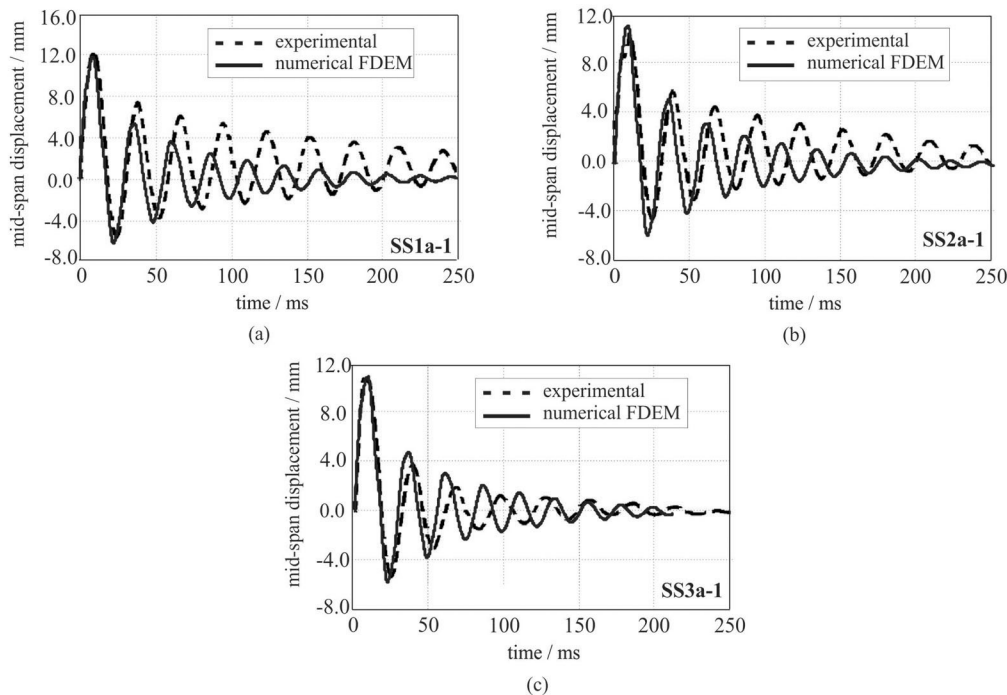 16.0
12.0
8.0
4.0
0.0
-4.0
-8.0
mid-span displacement / mm
experimental
numerical FDEM
SS1a-1
0 50 100 150 200 250
time / ms
(a)
12.0
8.0
4.0
0.0
-4.0
-8.0
mid-span displacement / mm
experimental
numerical FDEM
SS2a-1
0 50 100 150 200 250
time / ms
(b)
12.0
8.0
4.0
0.0
-4.0
-8.0
mid-span displacement / mm
experimental
numerical FDEM
SS3a-1
0 50 100 150 200 250
time / ms
(c)